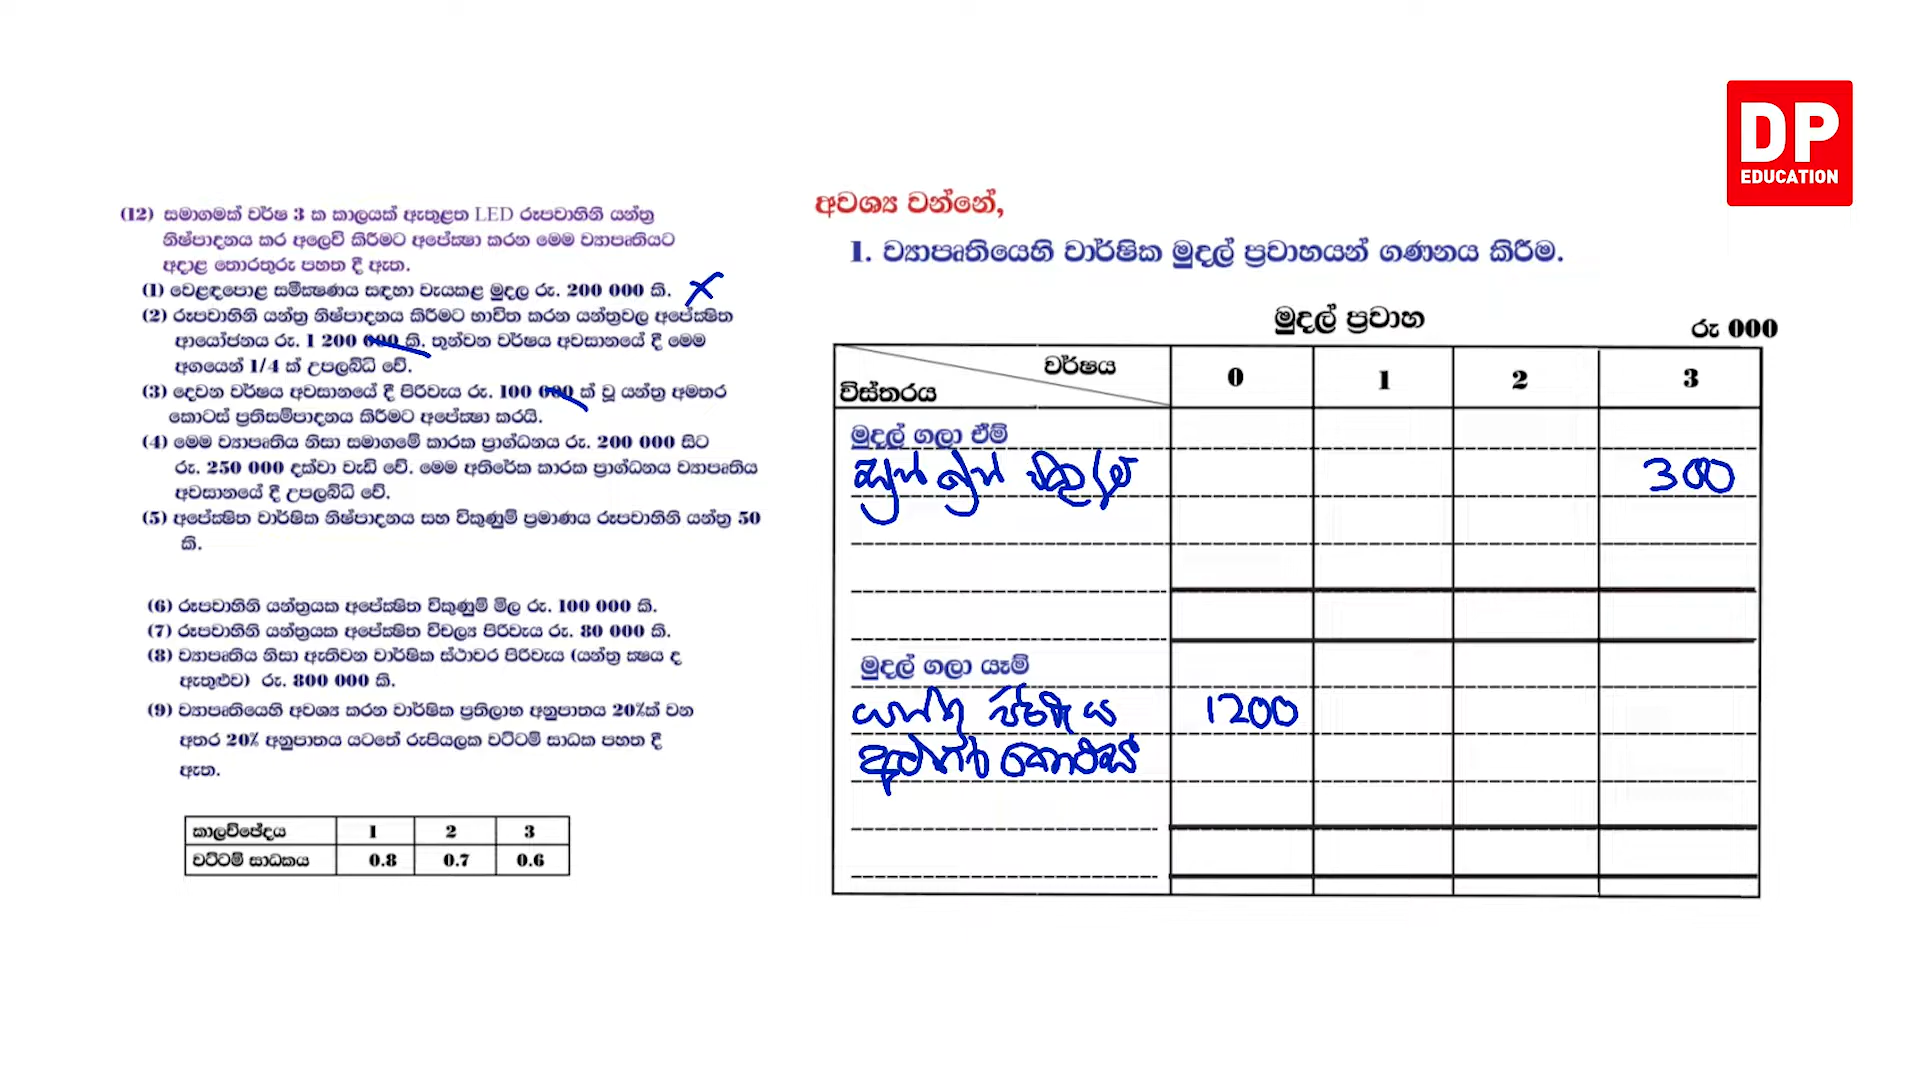 DP
EDUCATION
(12) සමාගමක් වර්ෂ 3 ක කාලයක් ඇතුළත LED රූපවාහිනි යන්ත්‍ර
නිෂ්පාදනය කර අලෙවි කිරීමට අපේක්‍ෂා කරන මෙම ව්‍යාපෘතියට
අදාළ තොරතුරු පහත දී ඇත.
(1) වෙළඳපොළ සමීක්‍ෂණය සඳහා වැයකළ මුදල රු. 200 000 කි.
(2) රූපවාහිනි යන්ත්‍ර නිෂ්පාදනය කිරීමට භාවිත කරන යන්ත්‍රවල අපේක්‍ෂිත
ආයෝජනය රු. 1 200 000 කි. තුන්වන වර්ෂය අවසානයේ දී මෙම
අගයෙන් 1/4 ක් උපලබ්ධි වේ.
(3) දෙවන වර්ෂය අවසානයේ දී පිරිවැය රු. 100 000 ක් වූ යන්ත්‍ර අමතර
කොටස් ප්‍රතිසම්පාදනය කිරීමට අපේක්‍ෂා කරයි.
(4) මෙම ව්‍යාපෘතිය නිසා සමාගමේ කාරක ප්‍රාග්ධනය රු. 200 000 සිට
රු. 250 000 දක්වා වැඩි වේ. මෙම අතිරේක කාරක ප්‍රාග්ධනය ව්‍යාපෘතිය
අවසානයේ දී උපලබ්ධි වේ.
(5) අපේක්‍ෂිත වාර්ෂික නිෂ්පාදනය සහ විකුණුම් ප්‍රමාණය රූපවාහිනි යන්ත්‍ර 50
කි.
(6) රූපවාහිනි යන්ත්‍රයක අපේක්‍ෂිත විකුණුම් මිල රු. 100 000 කි.
(7) රූපවාහිනි යන්ත්‍රයක අපේක්‍ෂිත විචල්‍ය පිරිවැය රු. 80 000 කි.
(8) ව්‍යාපෘතිය නිසා ඇතිවන වාර්ෂික ස්ථාවර පිරිවැය (යන්ත්‍ර ක්‍ෂය ද
ඇතුළුව) රු. 800 000 කි.
(9) ව්‍යාපෘතියෙහි අවශ්‍ය කරන වාර්ෂික ප්‍රතිලාභ අනුපාතය 20%ක් වන
අතර 20% අනුපාතය යටතේ රුපියලක වට්ටම් සාධක පහත දී
ඇත.
කාලච්ඡේදය 1 2 3
වට්ටම් සාධකය 0.8 0.7 0.6
අවශ්‍ය වන්නේ,
1. ව්‍යාපෘතියෙහි වාර්ෂික මුදල් ප්‍රවාහයන් ගණනය කිරීම.
මුදල් ප්‍රවාහ
රු 000
වර්ෂය
විස්තරය
0 1 2 3
මුදල් ගලා ඒම්
300
මුදල් ගලා යෑම්
යන්ත්‍ර පිරිවැය 1200
අමතර කොටස්